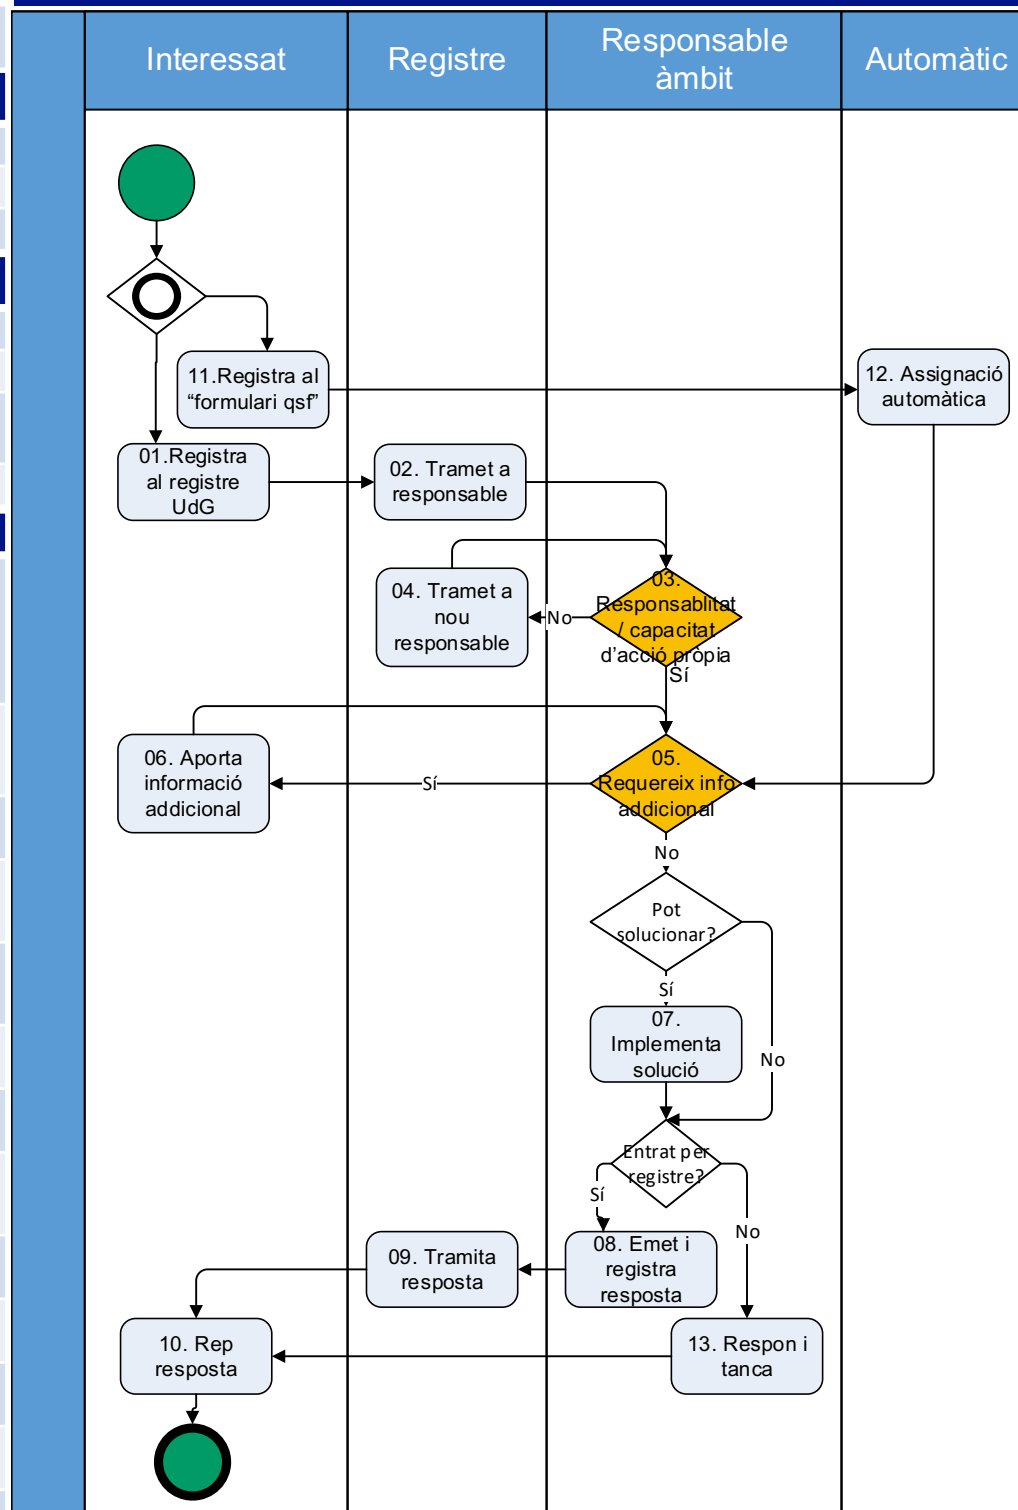 Interessat
Registre
Responsable
àmbit
Automàtic
11.Registra al
“formulari qsf”
12. Assignació
automàtica
01.Registra
al registre
UdG
02. Tramet a
responsable
03.
Responsablitat
/ capacitat
d’acció pròpia
04. Tramet a
nou
responsable
No
Sí
05.
Requereix info
addicional
06. Aporta
informació
addicional
Sí
No
Pot
solucionar?
Sí
07.
Implementa
solució
No
Entrat per
registre?
Sí
No
08. Emet i
registra
resposta
09. Tramita
resposta
10. Rep
resposta
13. Respon i
tanca